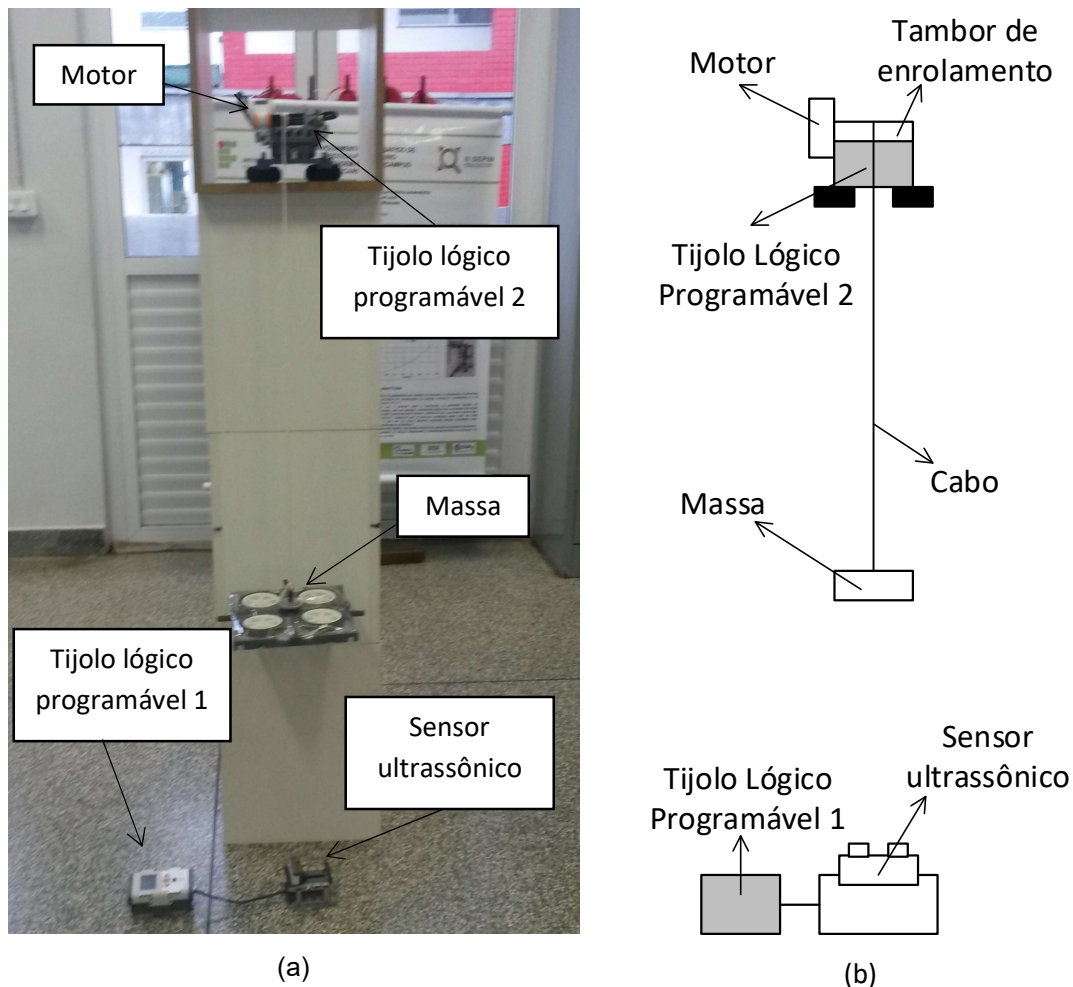 Motor
Tijolo lógico
programável 2
Massa
Tijolo lógico
programável 1
Sensor
ultrassônico
(a)
Motor
Tambor de
enrolamento
Tijolo Lógico
Programável 2
Cabo
Massa
Sensor
ultrassônico
Tijolo Lógico
Programável 1
(b)